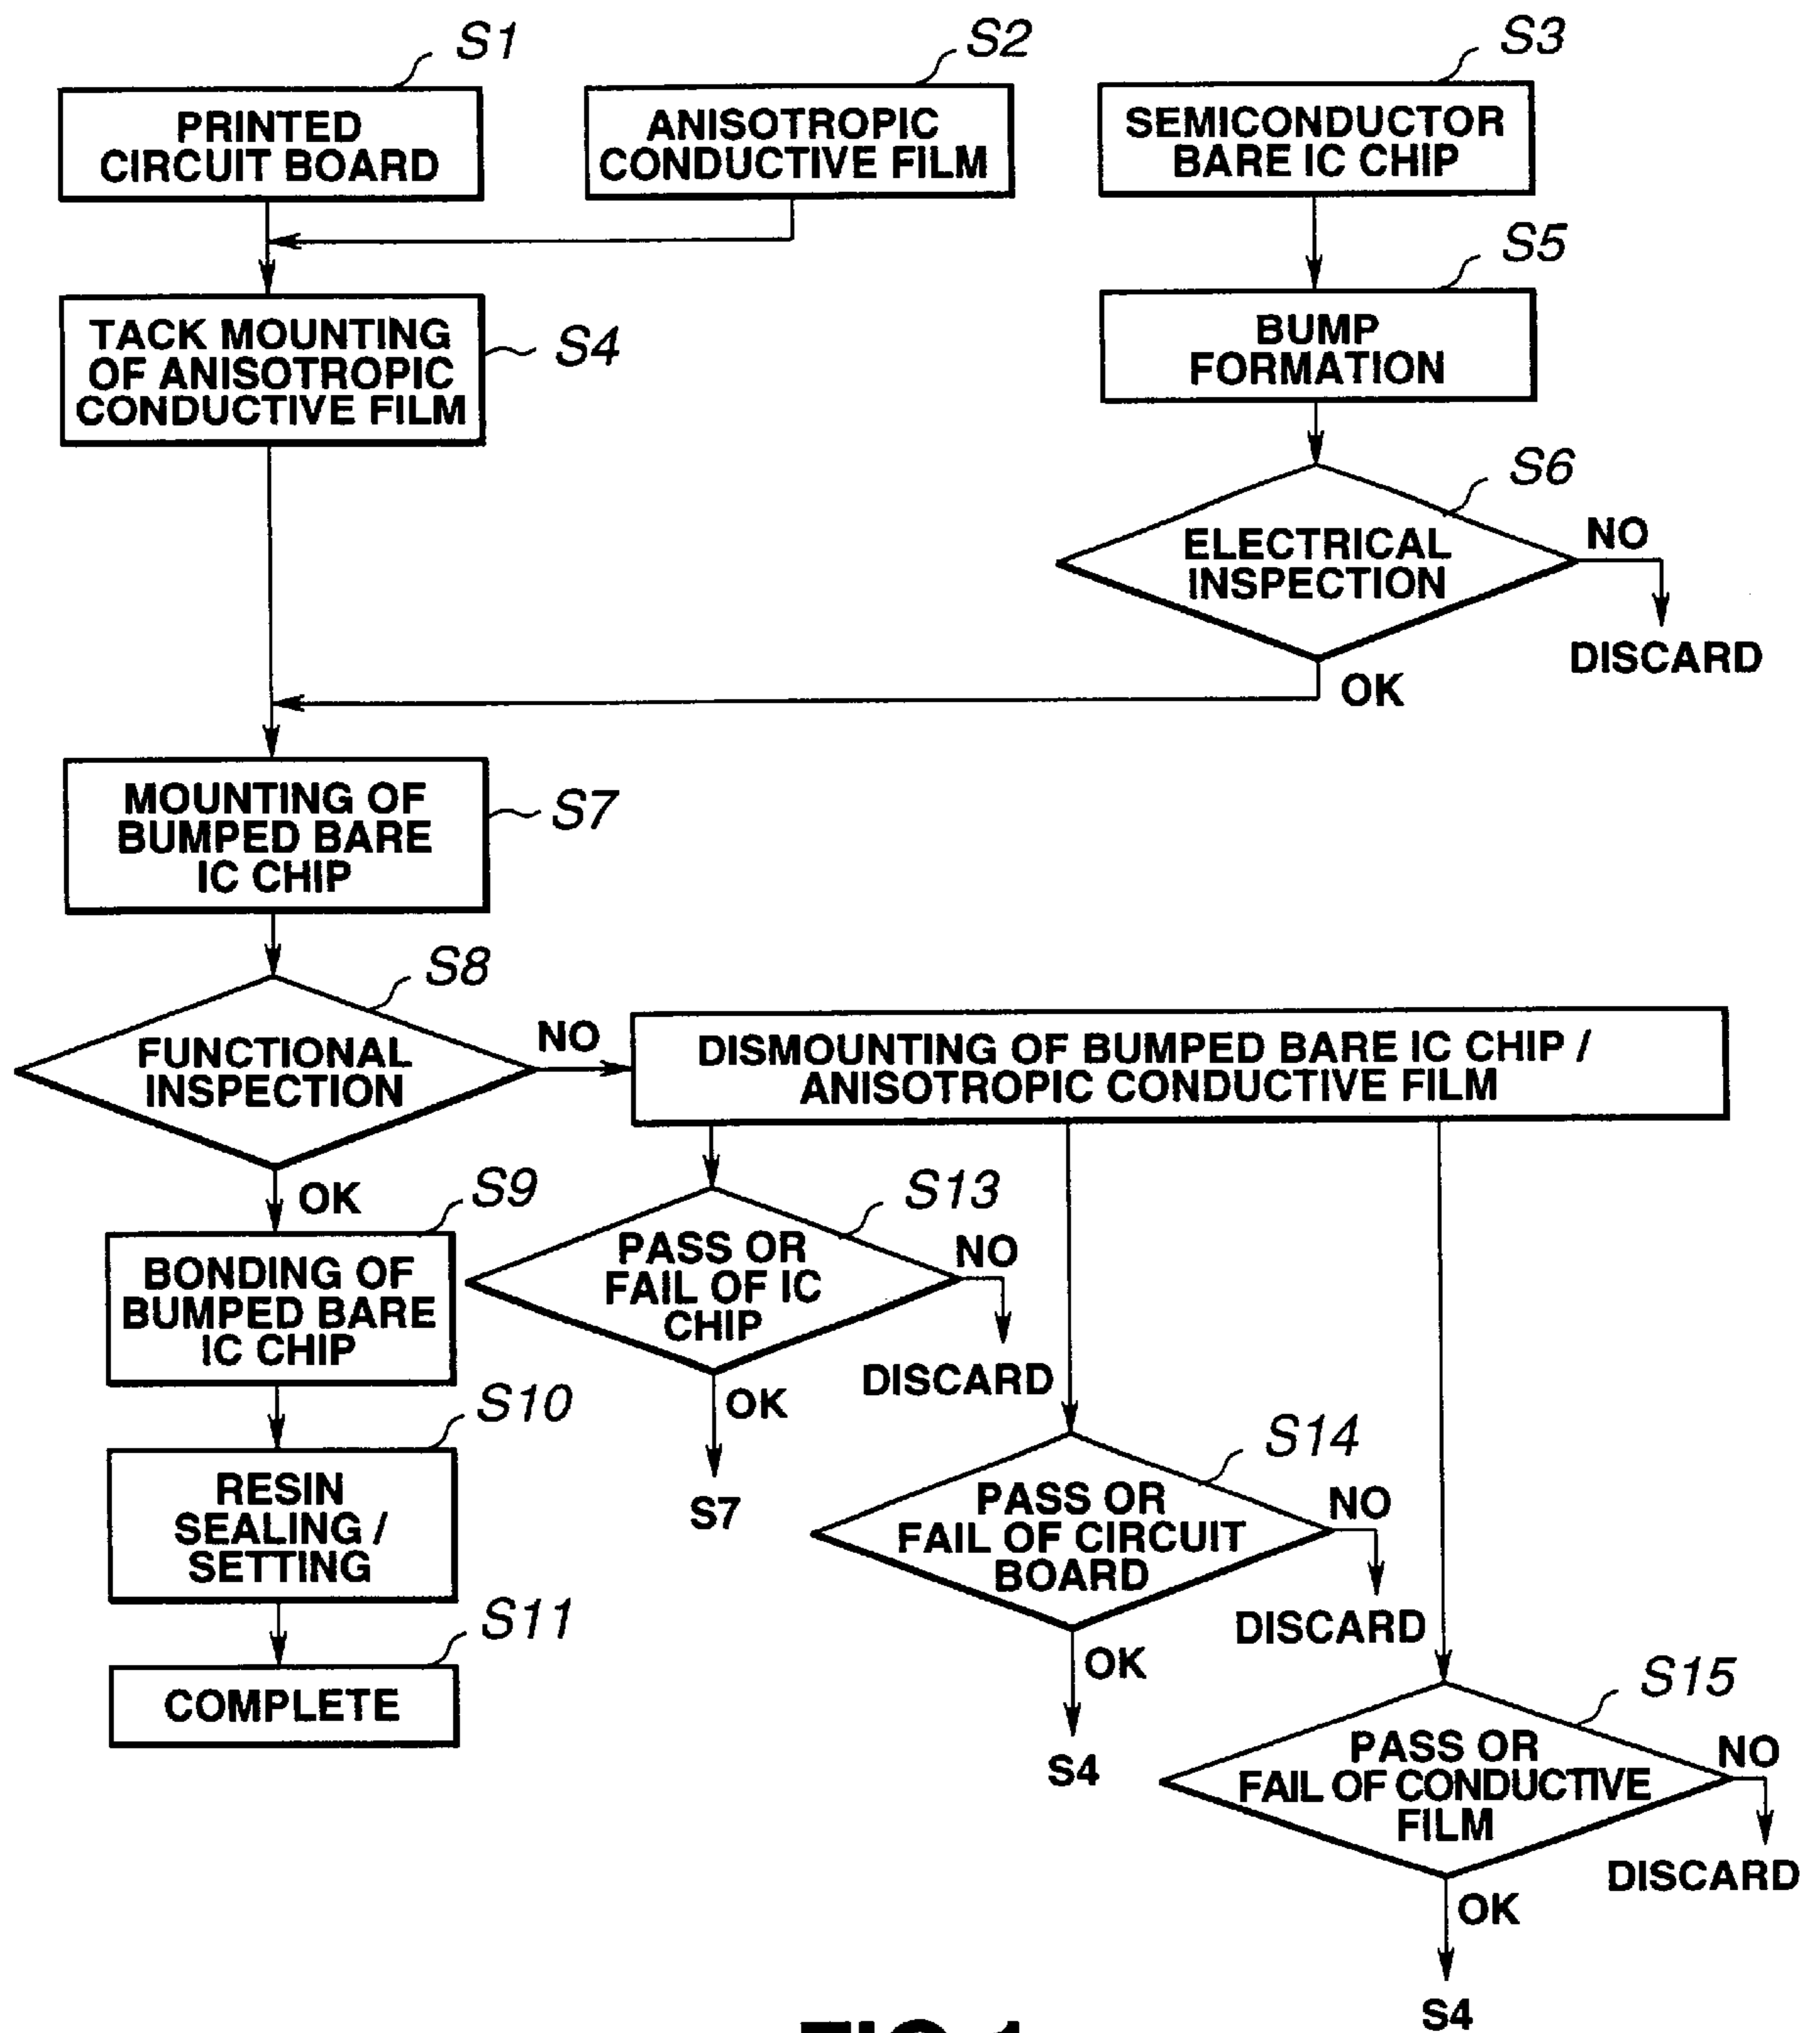 S1
PRINTED
CIRCUIT BOARD
S2
ANISOTROPIC
CONDUCTIVE FILM
S3
SEMICONDUCTOR
BARE IC CHIP
S4
TACK MOUNTING
OF ANISOTROPIC
CONDUCTIVE FILM
S5
BUMP
FORMATION
S6
ELECTRICAL
INSPECTION
NO
DISCARD
OK
S7
MOUNTING OF
BUMPED BARE
IC CHIP
S8
FUNCTIONAL
INSPECTION
NO
DISMOUNTING OF BUMPED BARE IC CHIP /
ANISOTROPIC CONDUCTIVE FILM
OK
S9
BONDING OF
BUMPED BARE
IC CHIP
S10
RESIN
SEALING /
SETTING
S11
COMPLETE
S13
PASS OR
FAIL OF IC
CHIP
NO
DISCARD
OK
S7
S14
PASS OR
FAIL OF CIRCUIT
BOARD
NO
DISCARD
OK
S4
S15
PASS OR
FAIL OF CONDUCTIVE
FILM
NO
DISCARD
OK
S4